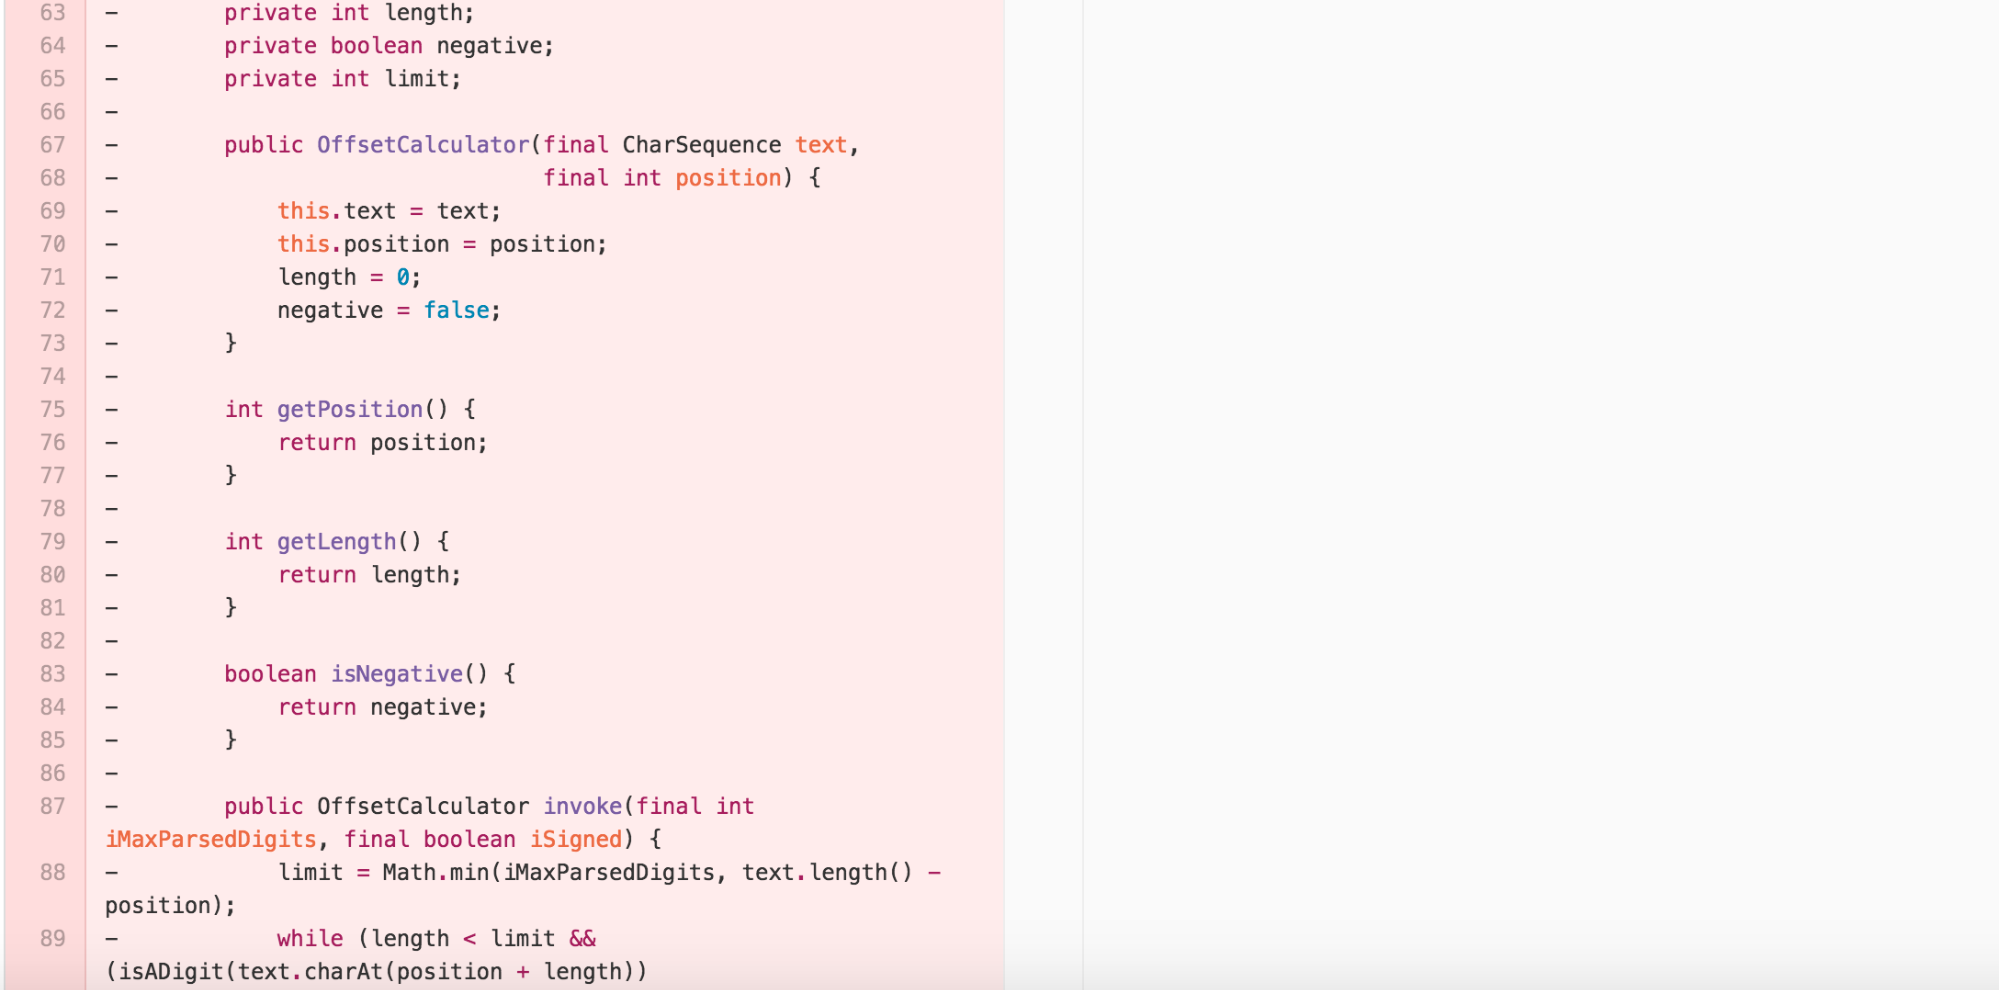 63 -        private int length;
64 -        private boolean negative;
65 -        private int limit;
66 -
67 -        public OffsetCalculator(final CharSequence text,
68 -                                final int position) {
69 -            this.text = text;
70 -            this.position = position;
71 -            length = 0;
72 -            negative = false;
73 -        }
74 -
75 -        int getPosition() {
76 -            return position;
77 -        }
78 -
79 -        int getLength() {
80 -            return length;
81 -        }
82 -
83 -        boolean isNegative() {
84 -            return negative;
85 -        }
86 -
87 -        public OffsetCalculator invoke(final int
iMaxParsedDigits, final boolean iSigned) {
88 -            limit = Math.min(iMaxParsedDigits, text.length() -
position);
89 -            while (length < limit &&
(isADigit(text.charAt(position + length))